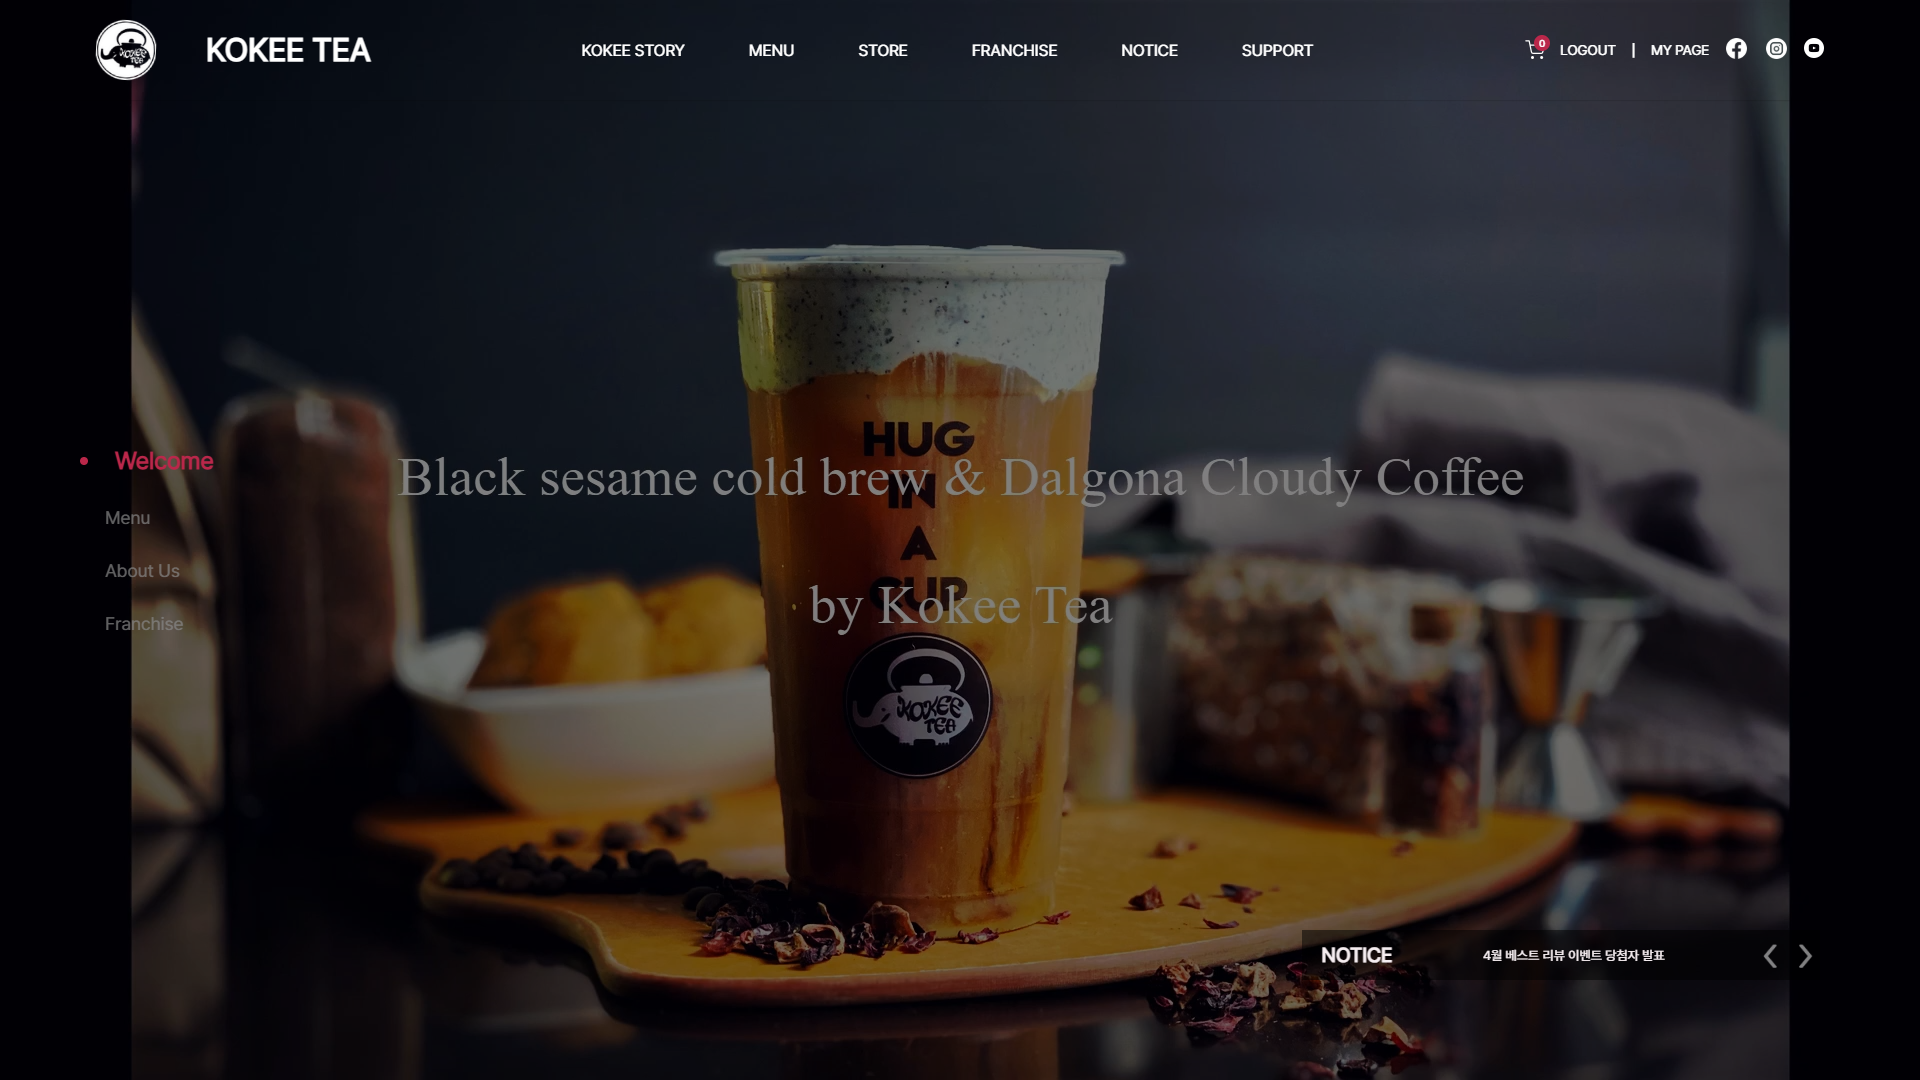 KOKEE TEA
KOKEE TEA
KOKEE STORY
MENU
STORE
FRANCHISE
NOTICE
SUPPORT
0
LOGOUT
|
MY PAGE
Welcome
Menu
About Us
Franchise
Black sesame cold brew & Dalgona Cloudy Coffee
by Kokee Tea
HUG
IN
A
CUP
KOKEE
TEA
NOTICE
4월 베스트 리뷰 이벤트 당첨자 발표